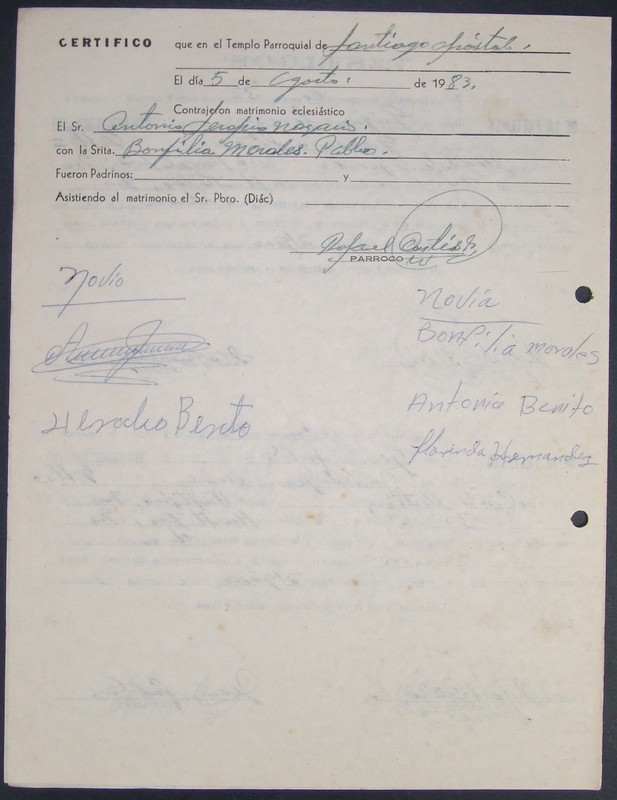 CERTIFICO que en el Templo Parroquial de Santiago apóstol.
El día 5 de Agosto. de 1983.
Contrajeron matrimonio eclesiástico
El Sr. Antonio
con la Srita. Bonfilia Morales. Pablo.
Fueron Padrinos: y
Asistiendo al matrimonio el Sr. Pbro. (Diác)
Rafael
PARROCO
Novio
Novia
Bonfilia morales
Antonia Benito
florinda Hernandez